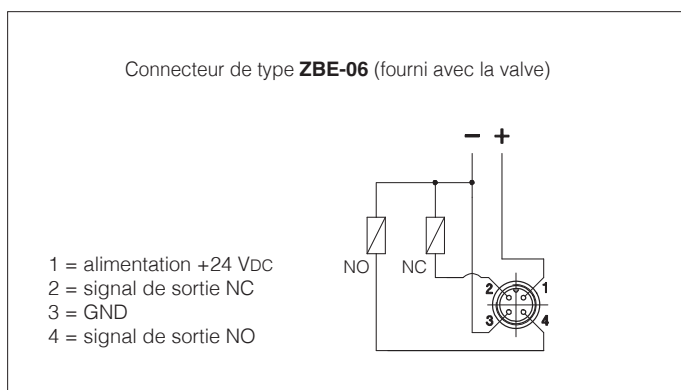 Connecteur de type ZBE-06 (fourni avec la valve)
− +
NO NC
1 = alimentation +24 VDC
2 = signal de sortie NC
3 = GND
4 = signal de sortie NO
2 1
3 4